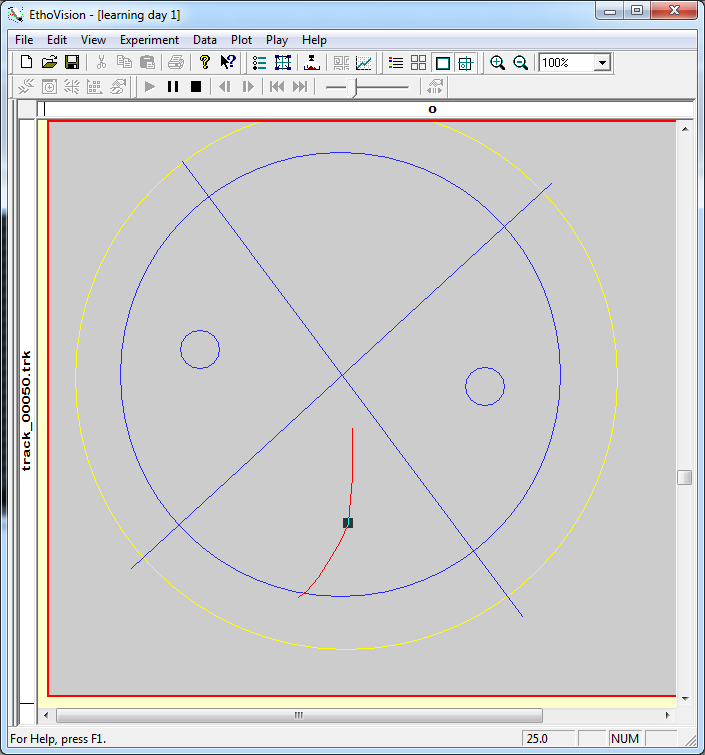 EthoVision - [learning day 1]
File Edit View Experiment Data Plot Play Help
100%
0
track_00050.trk
For Help, press F1.
25.0
NUM